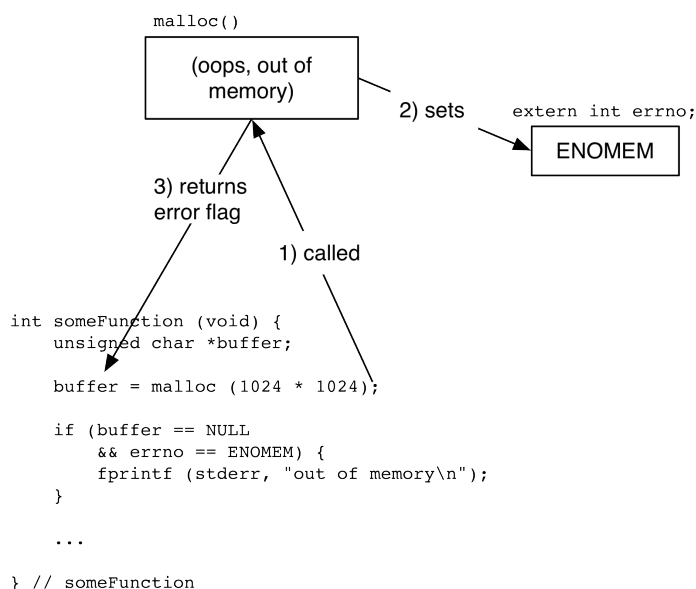 malloc()
(oops, out of
memory)
2) sets
extern int errno;
ENOMEM
3) returns
error flag
1) called
int someFunction (void) {
unsigned char *buffer;
buffer = malloc (1024 * 1024);
if (buffer == NULL
&& errno == ENOMEM) {
fprintf (stderr, "out of memory\n");
}
...
} // someFunction